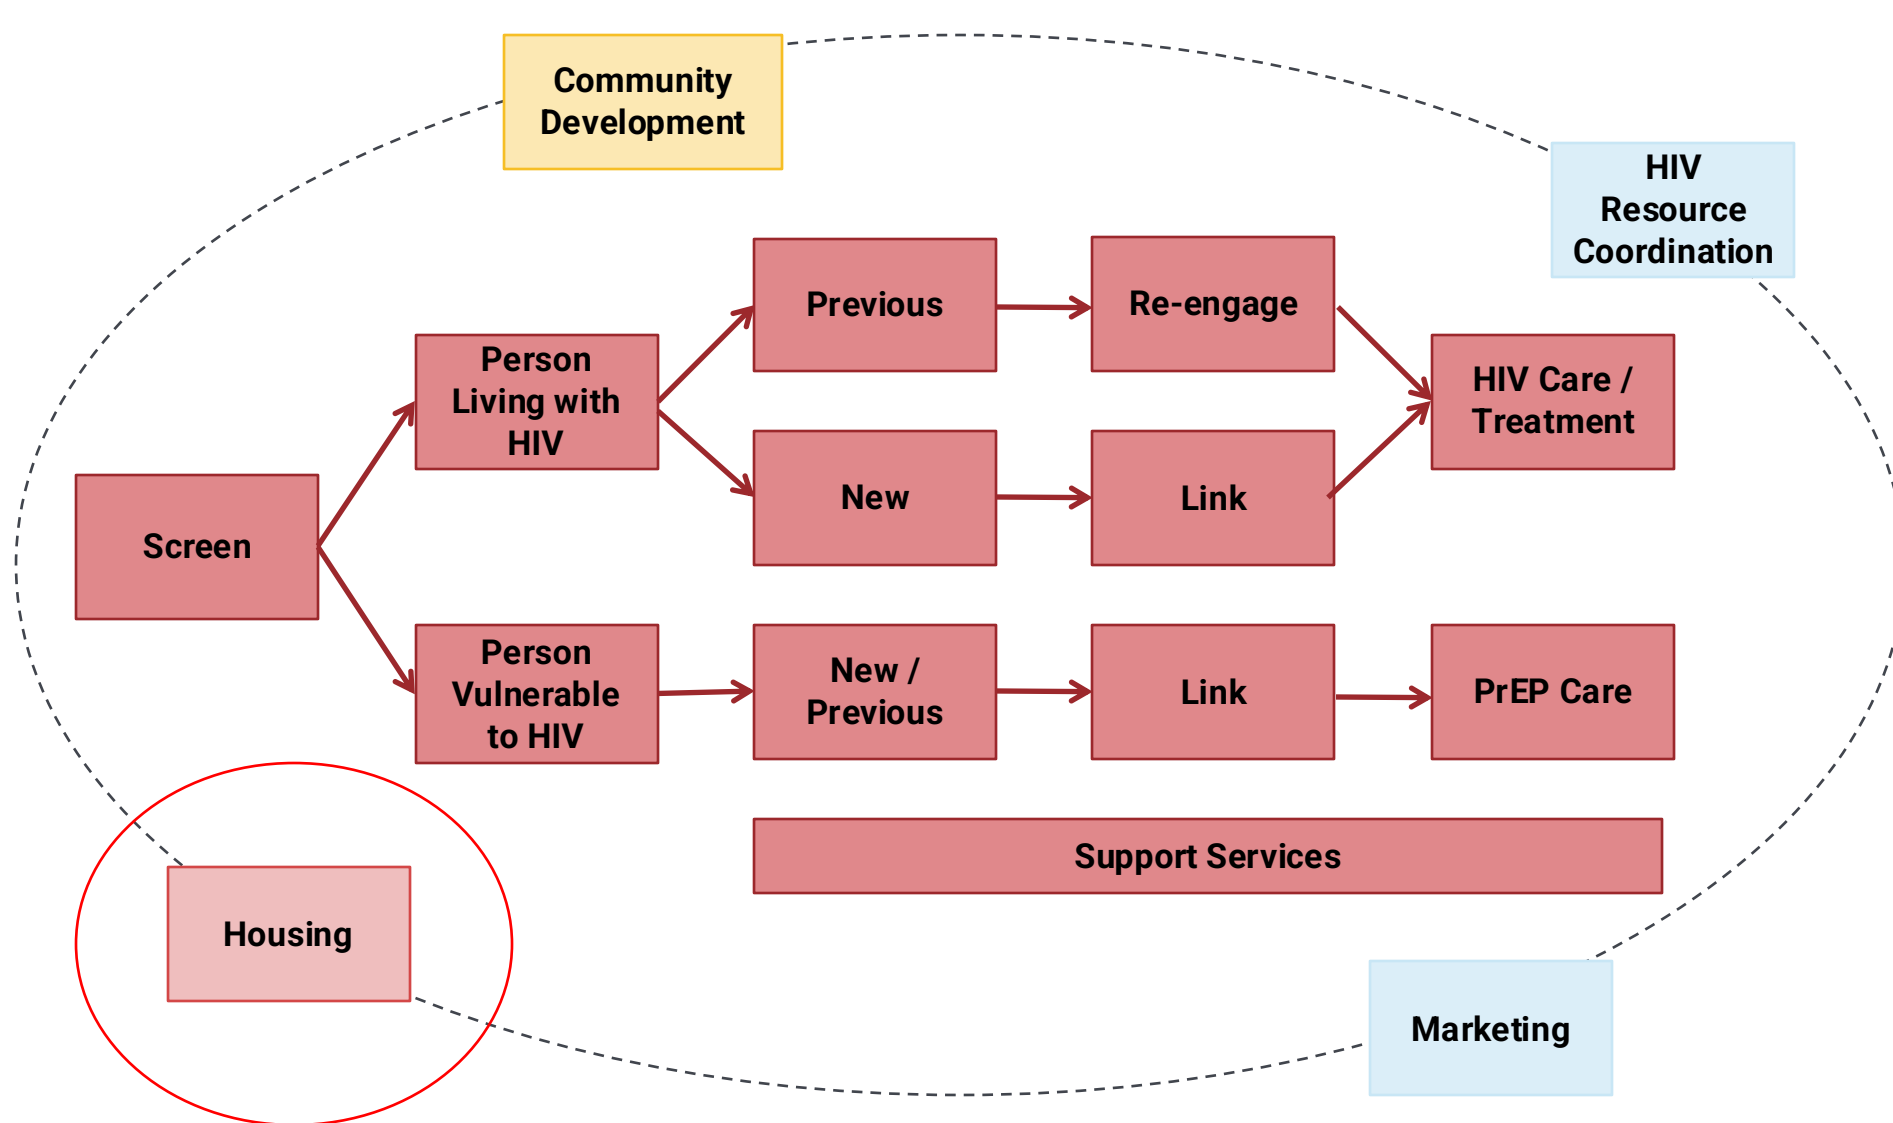 Community
Development
HIV
Resource
Coordination
Previous
Re-engage
Person
Living with
HIV
HIV Care /
Treatment
New
Link
Screen
Person
Vulnerable
to HIV
New /
Previous
Link
PrEP Care
Support Services
Housing
Marketing